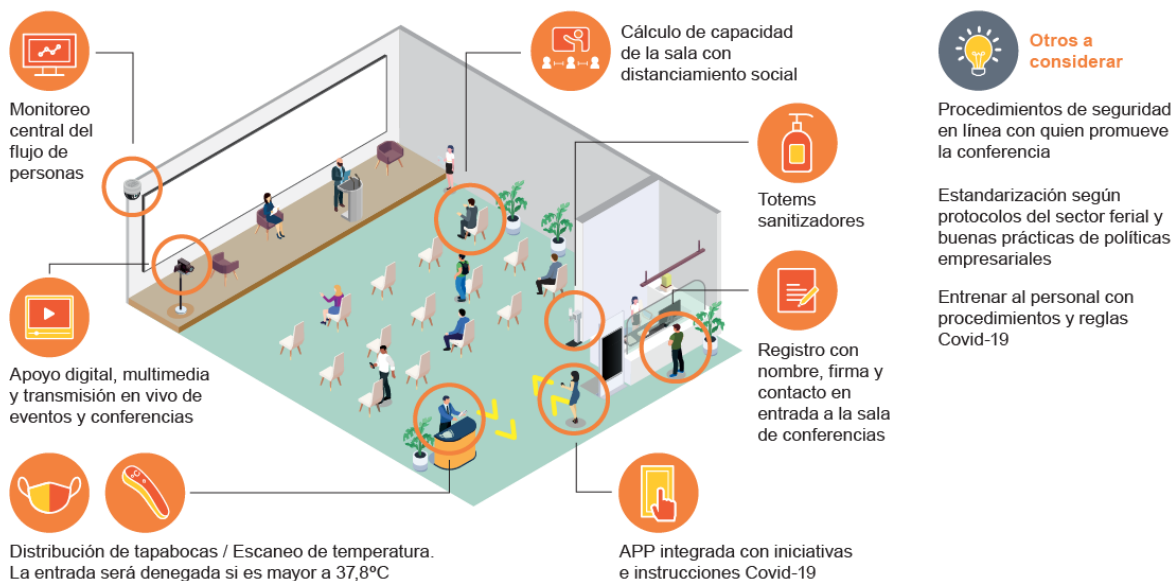 Monitoreo
central del
flujo de
personas
Cálculo de capacidad
de la sala con
distanciamiento social
Totems
sanitizadores
Registro con
nombre, firma y
contacto en
entrada a la sala
de conferencias
Apoyo digital, multimedia
y transmisión en vivo de
eventos y conferencias
Distribución de tapabocas / Escaneo de temperatura.
La entrada será denegada si es mayor a 37,8ºC
APP integrada con iniciativas
e instrucciones Covid-19
Otros a
considerar
Procedimientos de seguridad
en línea con quien promueve
la conferencia
Estandarización según
protocolos del sector ferial y
buenas prácticas de políticas
empresariales
Entrenar al personal con
procedimientos y reglas
Covid-19